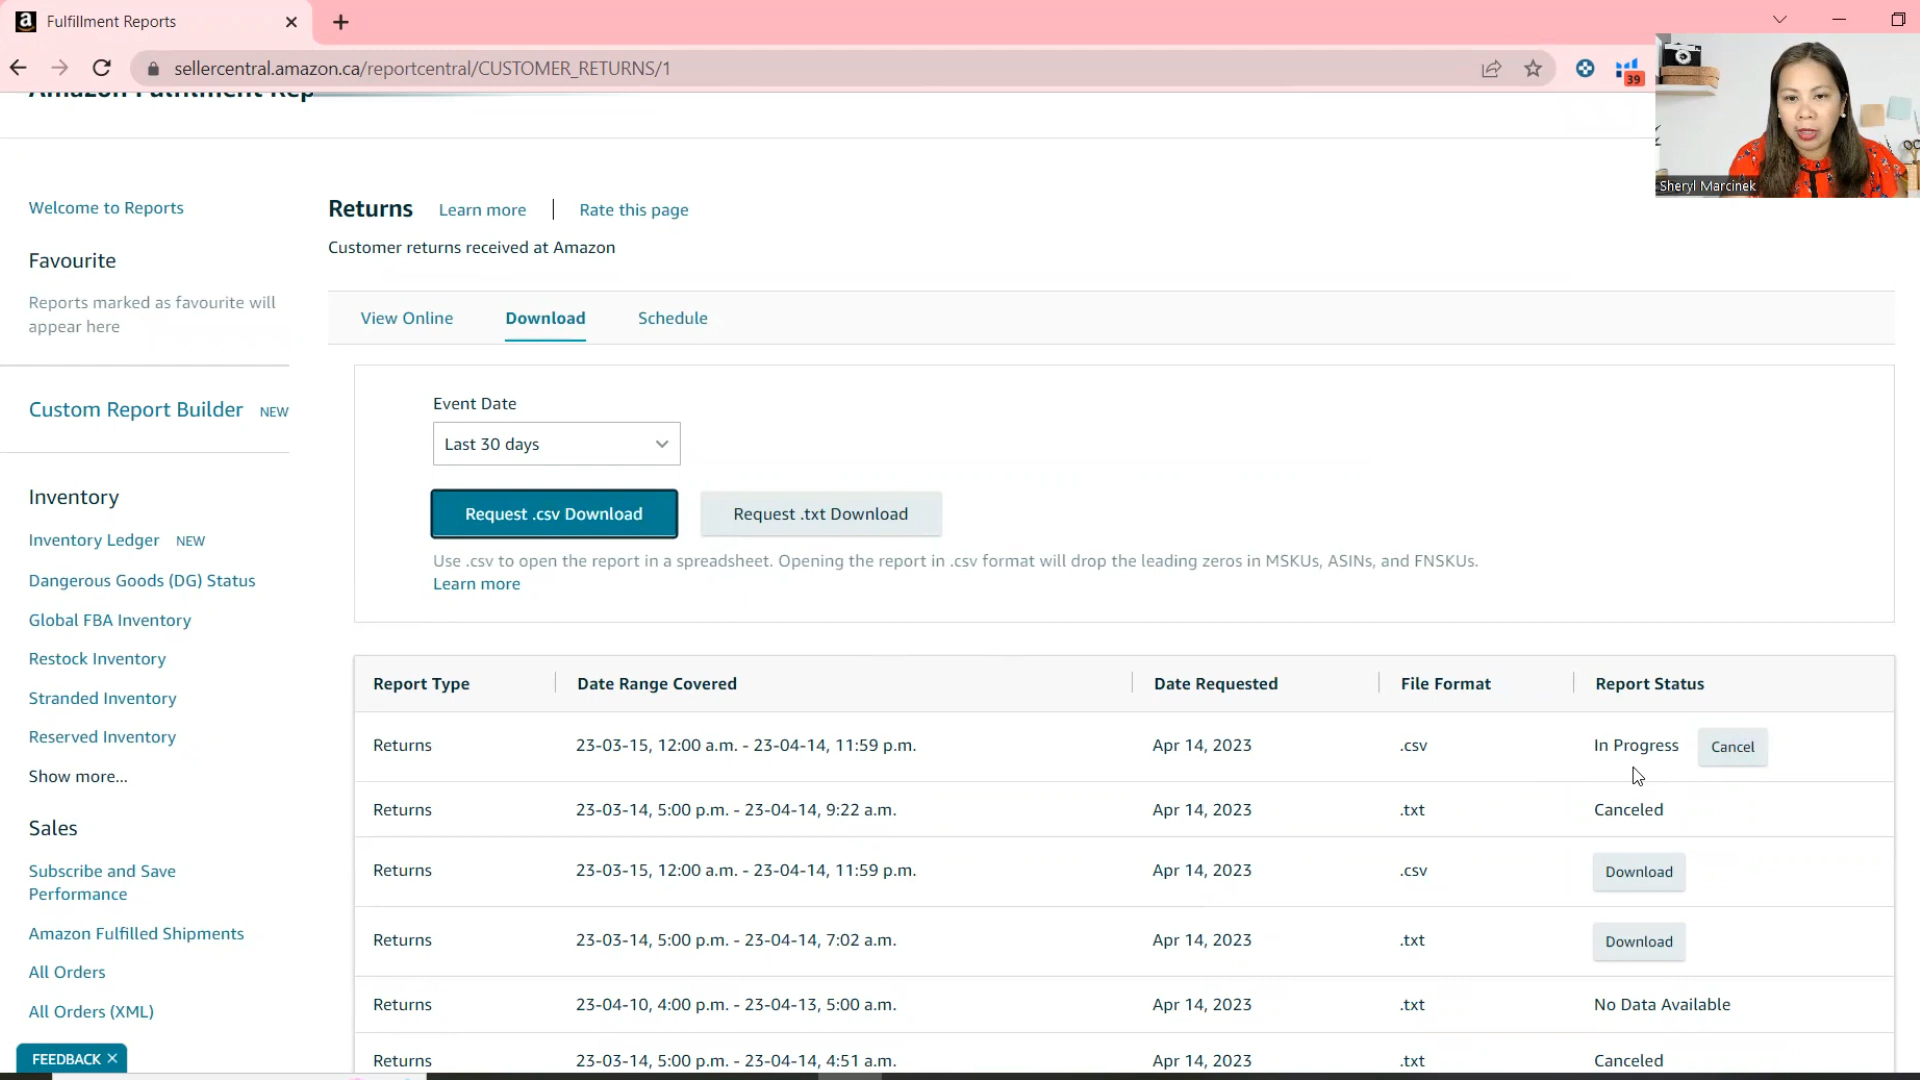 Fulfillment Reports
sellercentral.amazon.ca/reportcentral/CUSTOMER_RETURNS/1
39
Sheryl Marcinek
Amazon Fulfillment Rep
Welcome to Reports
Favourite
Reports marked as favourite will
appear here
Custom Report Builder NEW
Inventory
Inventory Ledger NEW
Dangerous Goods (DG) Status
Global FBA Inventory
Restock Inventory
Stranded Inventory
Reserved Inventory
Show more...
Sales
Subscribe and Save
Performance
Amazon Fulfilled Shipments
All Orders
All Orders (XML)
FEEDBACK
Returns Learn more | Rate this page
Customer returns received at Amazon
View Online Download Schedule
Event Date
Last 30 days
Request .csv Download Request .txt Download
Use .csv to open the report in a spreadsheet. Opening the report in .csv format will drop the leading zeros in MSKUs, ASINs, and FNSKUs.
Learn more
Report Type Date Range Covered Date Requested File Format Report Status
Returns 23-03-15, 12:00 a.m. - 23-04-14, 11:59 p.m. Apr 14, 2023 .csv In Progress Cancel
Returns 23-03-14, 5:00 p.m. - 23-04-14, 9:22 a.m. Apr 14, 2023 .txt Canceled
Returns 23-03-15, 12:00 a.m. - 23-04-14, 11:59 p.m. Apr 14, 2023 .csv Download
Returns 23-03-14, 5:00 p.m. - 23-04-14, 7:02 a.m. Apr 14, 2023 .txt Download
Returns 23-04-10, 4:00 p.m. - 23-04-13, 5:00 a.m. Apr 14, 2023 .txt No Data Available
Returns 23-03-14, 5:00 p.m. - 23-04-14, 4:51 a.m. Apr 14, 2023 .txt Canceled